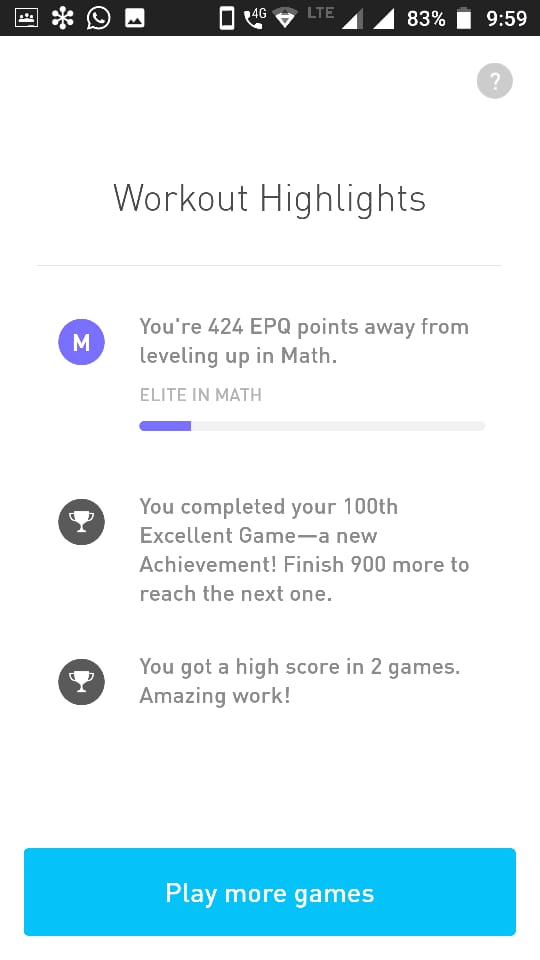 4G LTE 83% 9:59
?
Workout Highlights
M
You're 424 EPQ points away from
leveling up in Math.
ELITE IN MATH
You completed your 100th
Excellent Game—a new
Achievement! Finish 900 more to
reach the next one.
You got a high score in 2 games.
Amazing work!
Play more games